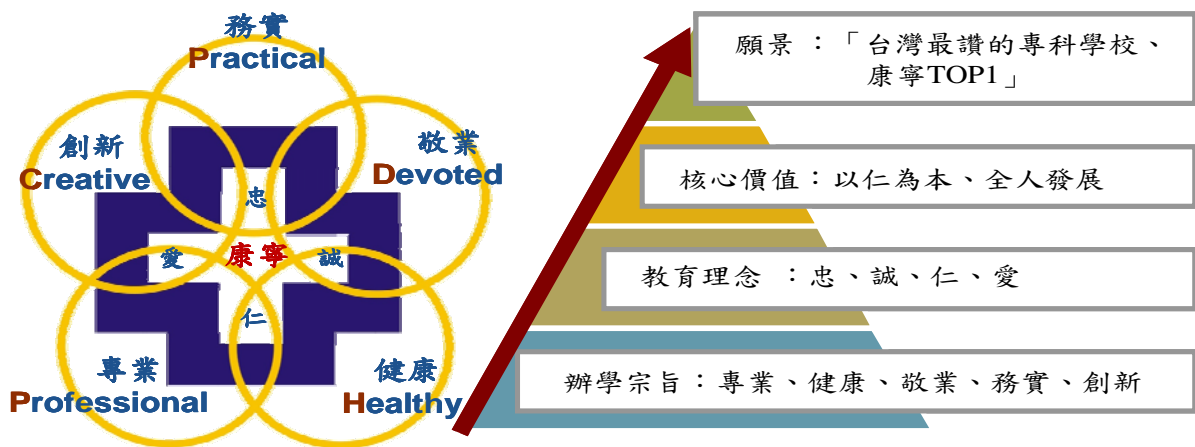 務實
Practical
創新
Creative
敬業
Devoted
忠
愛
康寧
誠
仁
專業
Professional
健康
Healthy
願景：「台灣最讚的專科學校、
康寧TOP1」
核心價值：以仁為本、全人發展
教育理念：忠、誠、仁、愛
辦學宗旨：專業、健康、敬業、務實、創新